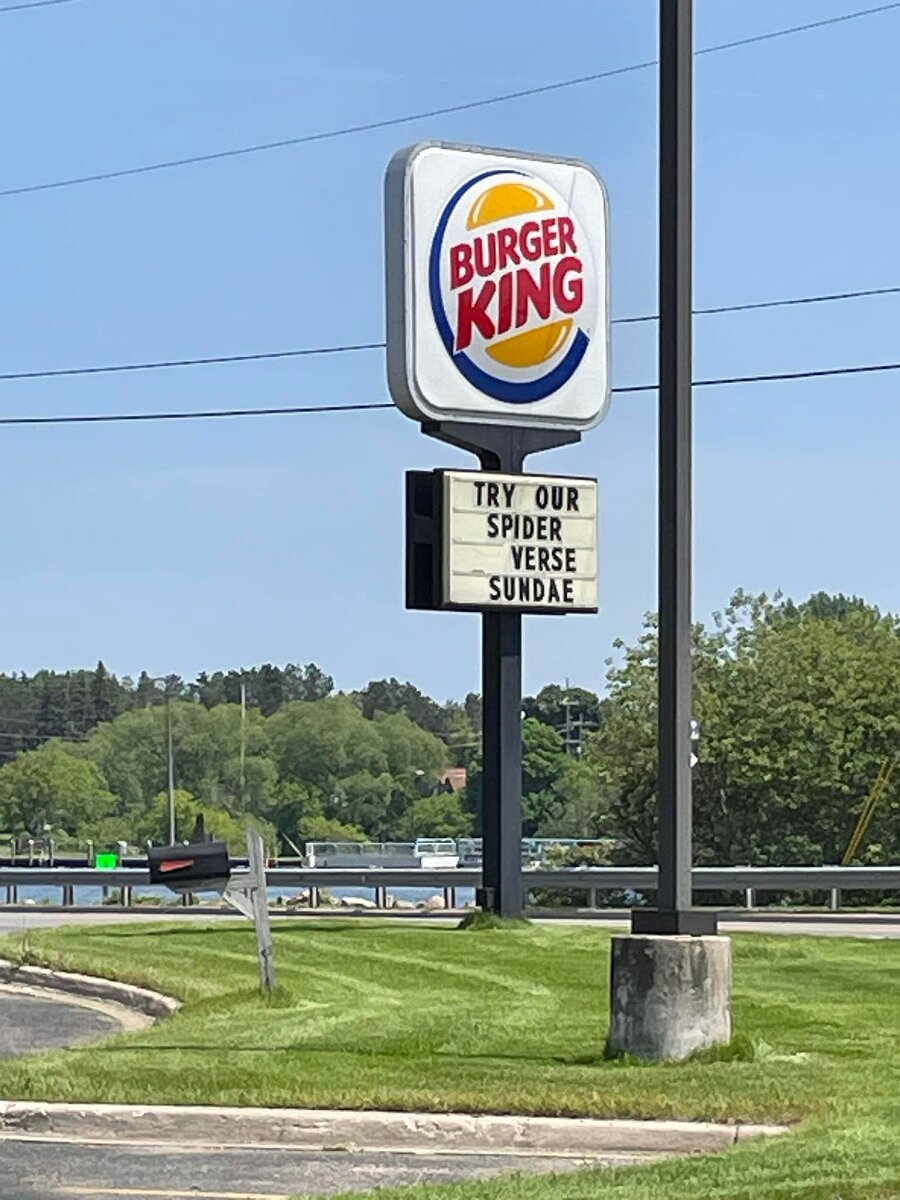 BURGER
KING
TRY OUR
SPIDER
VERSE
SUNDAE